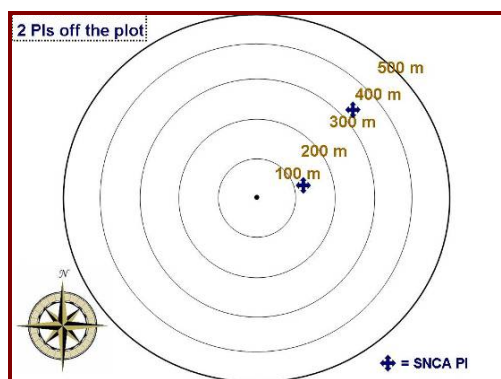 2 PIs off the plot
500 m
400 m
300 m
200 m
100 m
N
= SNCA PI